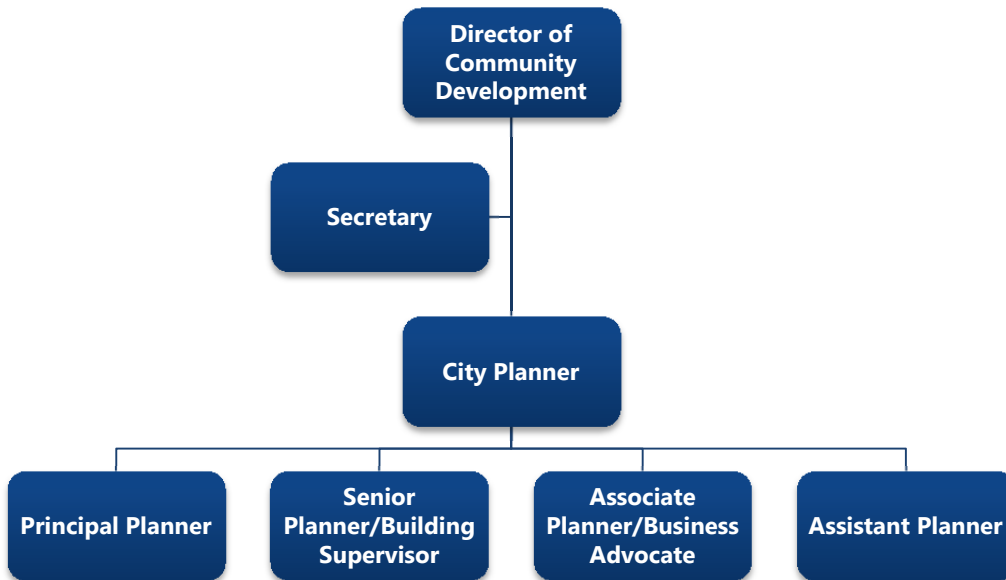 Director of
Community
Development
Secretary
City Planner
Principal Planner
Senior
Planner/Building
Supervisor
Associate
Planner/Business
Advocate
Assistant Planner